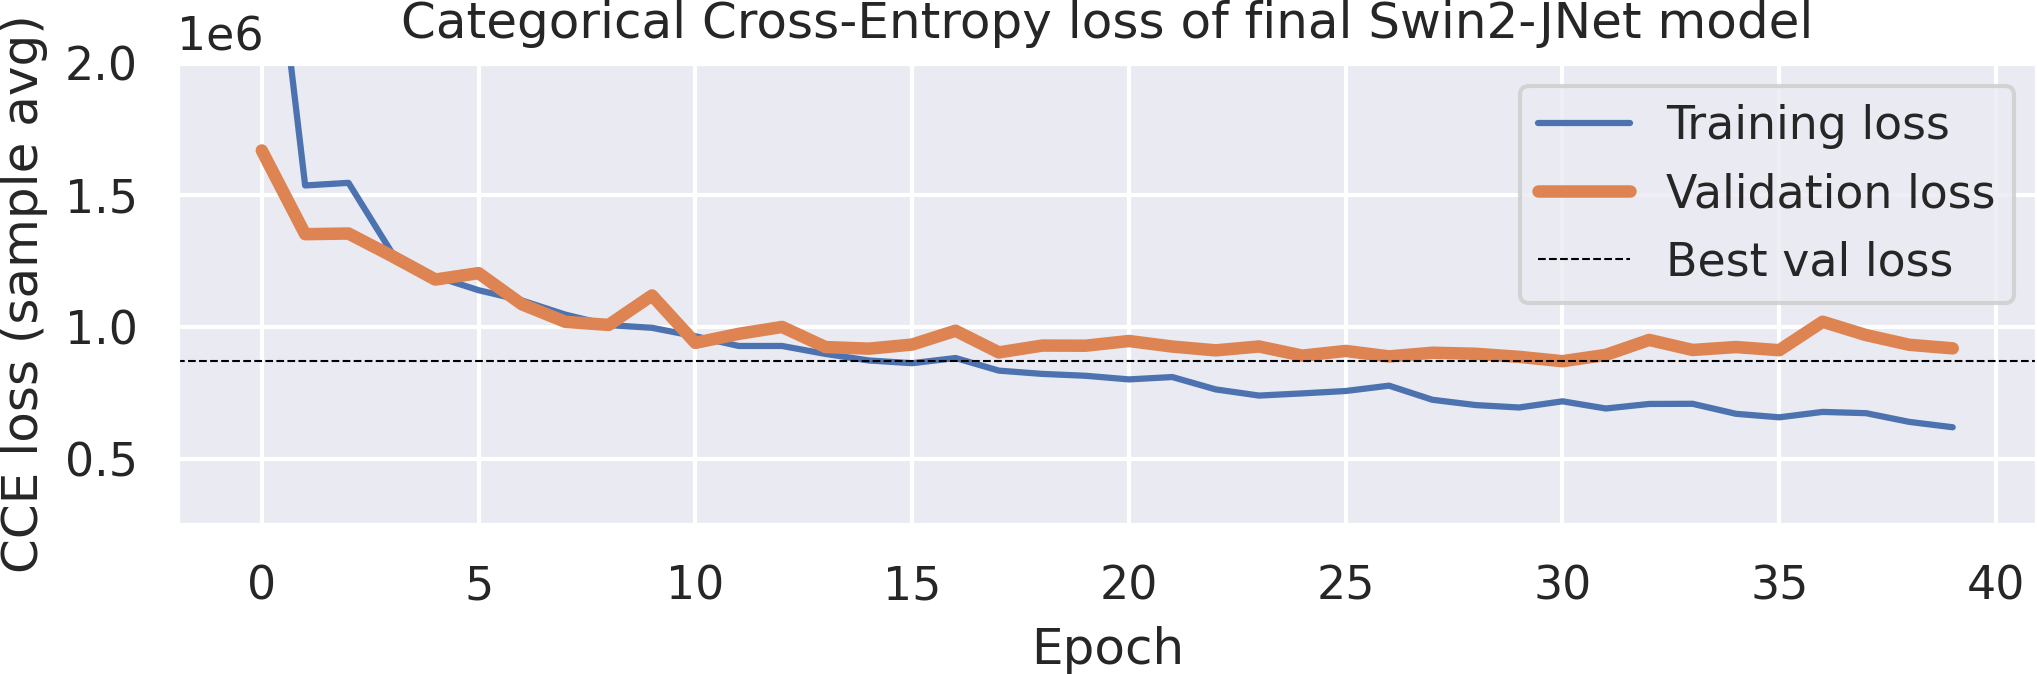 Categorical Cross-Entropy loss of final Swin2-JNet model
1e6
CCE loss (sample avg)
2.0
1.5
1.0
0.5
Training loss
Validation loss
Best val loss
0 5 10 15 20 25 30 35 40
Epoch